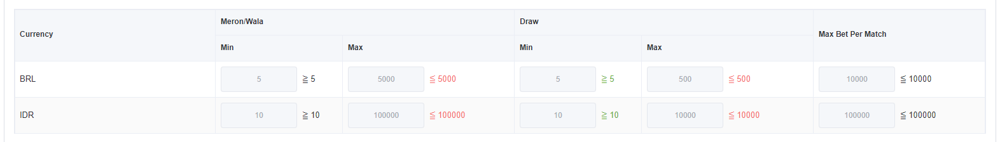 Currency Meron/Wala Draw Max Bet Per Match
Min Max Min Max
BRL 5 ≧ 5 5000 ≦ 5000 5 ≧ 5 500 ≦ 500 10000 ≦ 10000
IDR 10 ≧ 10 100000 ≦ 100000 10 ≧ 10 10000 ≦ 10000 100000 ≦ 100000